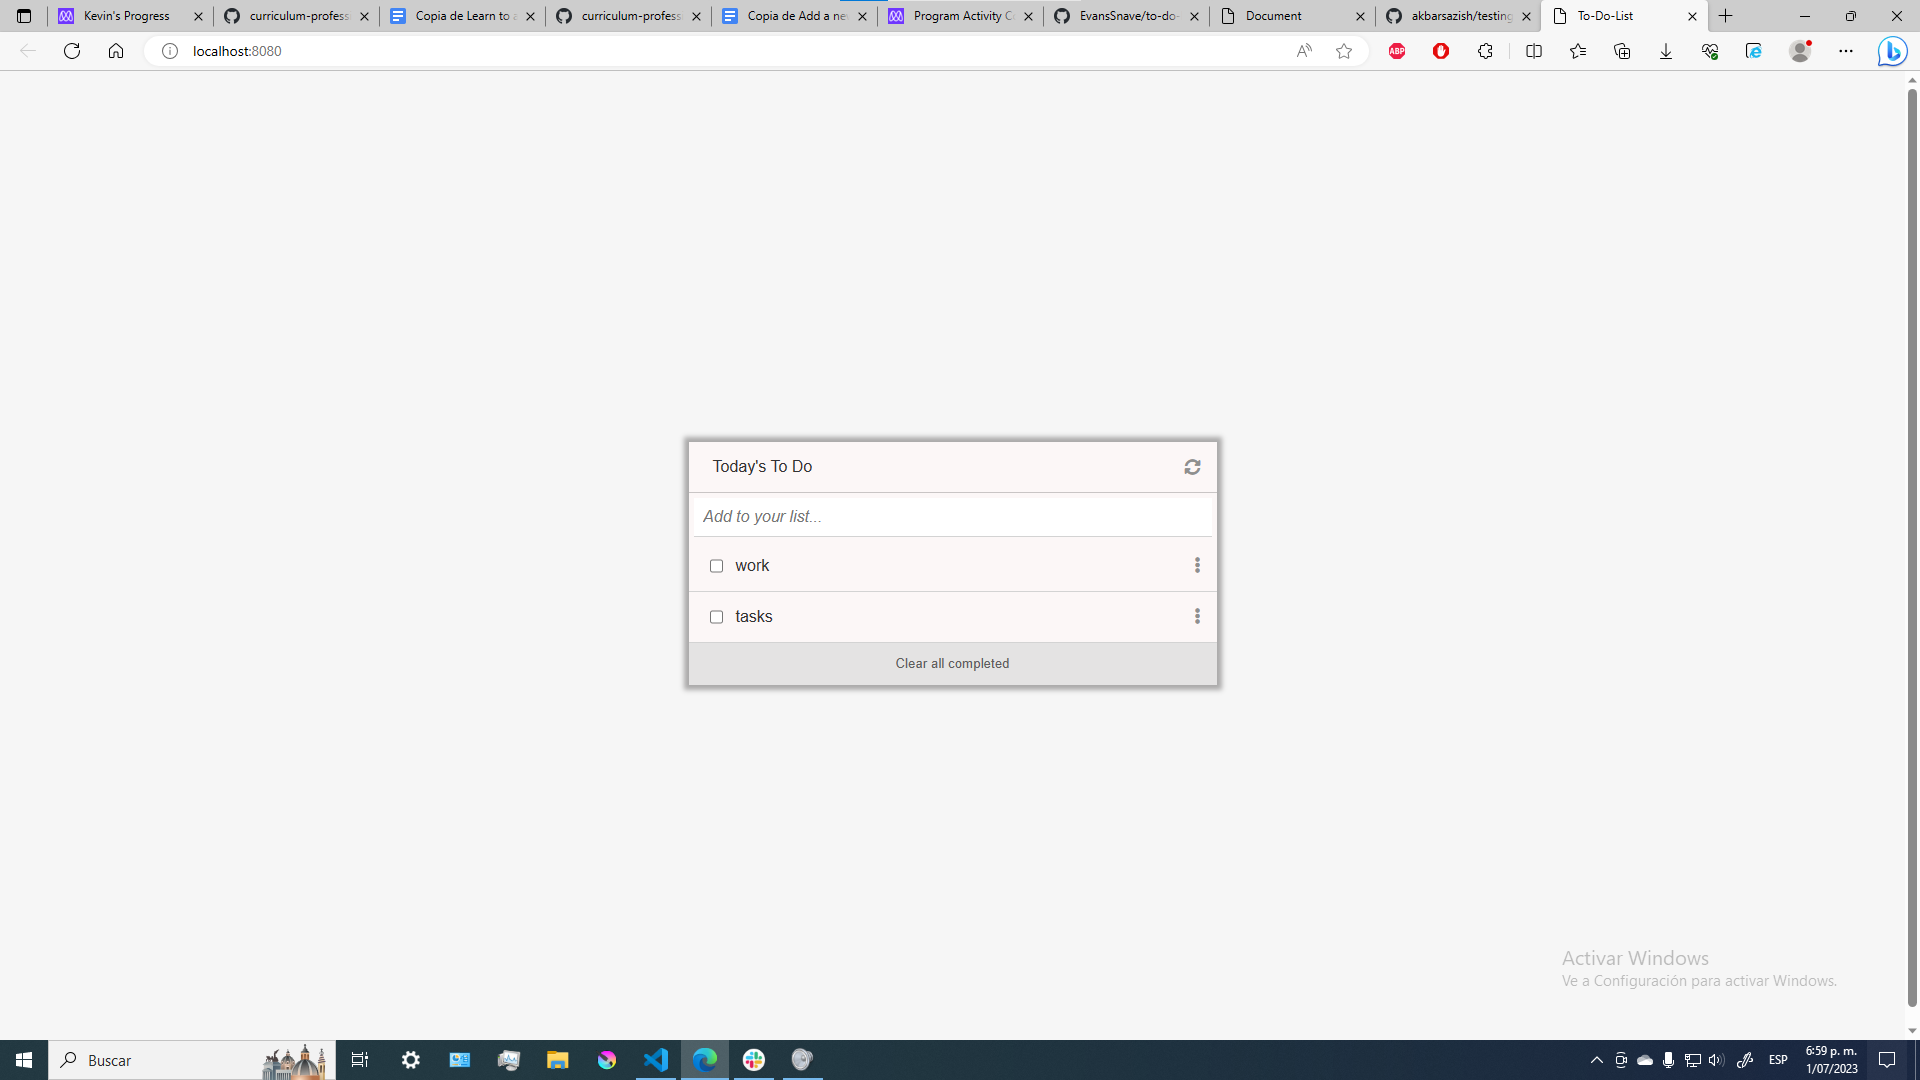 Kevin's Progress
curriculum-profess
Copia de Learn to a
curriculum-profess
Copia de Add a ne
Program Activity Co
EvansSnave/to-do-
Document
akbarsazish/testing
To-Do-List
localhost:8080
ABP
Today's To Do
Add to your list...
work
tasks
Clear all completed
Activar Windows
Ve a Configuración para activar Windows.
Buscar
ESP
6:59 p. m.
1/07/2023